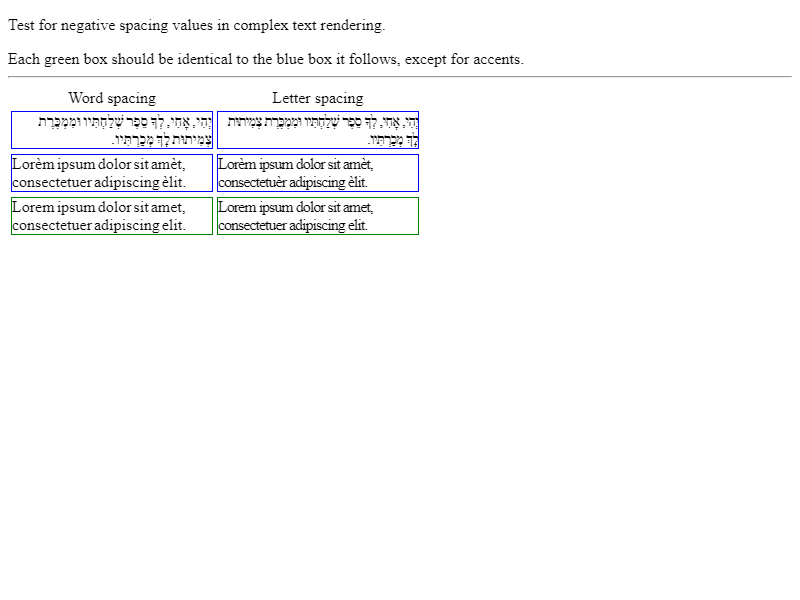 Test for negative spacing values in complex text rendering.
Each green box should be identical to the blue box it follows, except for accents.
Word spacing Letter spacing
יְהִי, אָחִי, לְךָ סֵפֶר שְׁלַחְתִּיו וּמִמְכֶּרֶת
צְמִיתוּת לָךְ מְכַרְתִּיו.
יְהִי, אָחִי, לְךָ סֵפֶר שְׁלַחְתִּיו וּמִמְכֶּרֶת צְמִיתוּת
לָךְ מְכַרְתִּיו.
Lorèm ipsum dolor sit amèt,
consectetuer adipiscing èlit.
Lorèm ipsum dolor sit amèt,
consectetuèr adipiscing èlit.
Lorem ipsum dolor sit amet,
consectetuer adipiscing elit.
Lorem ipsum dolor sit amet,
consectetuer adipiscing elit.